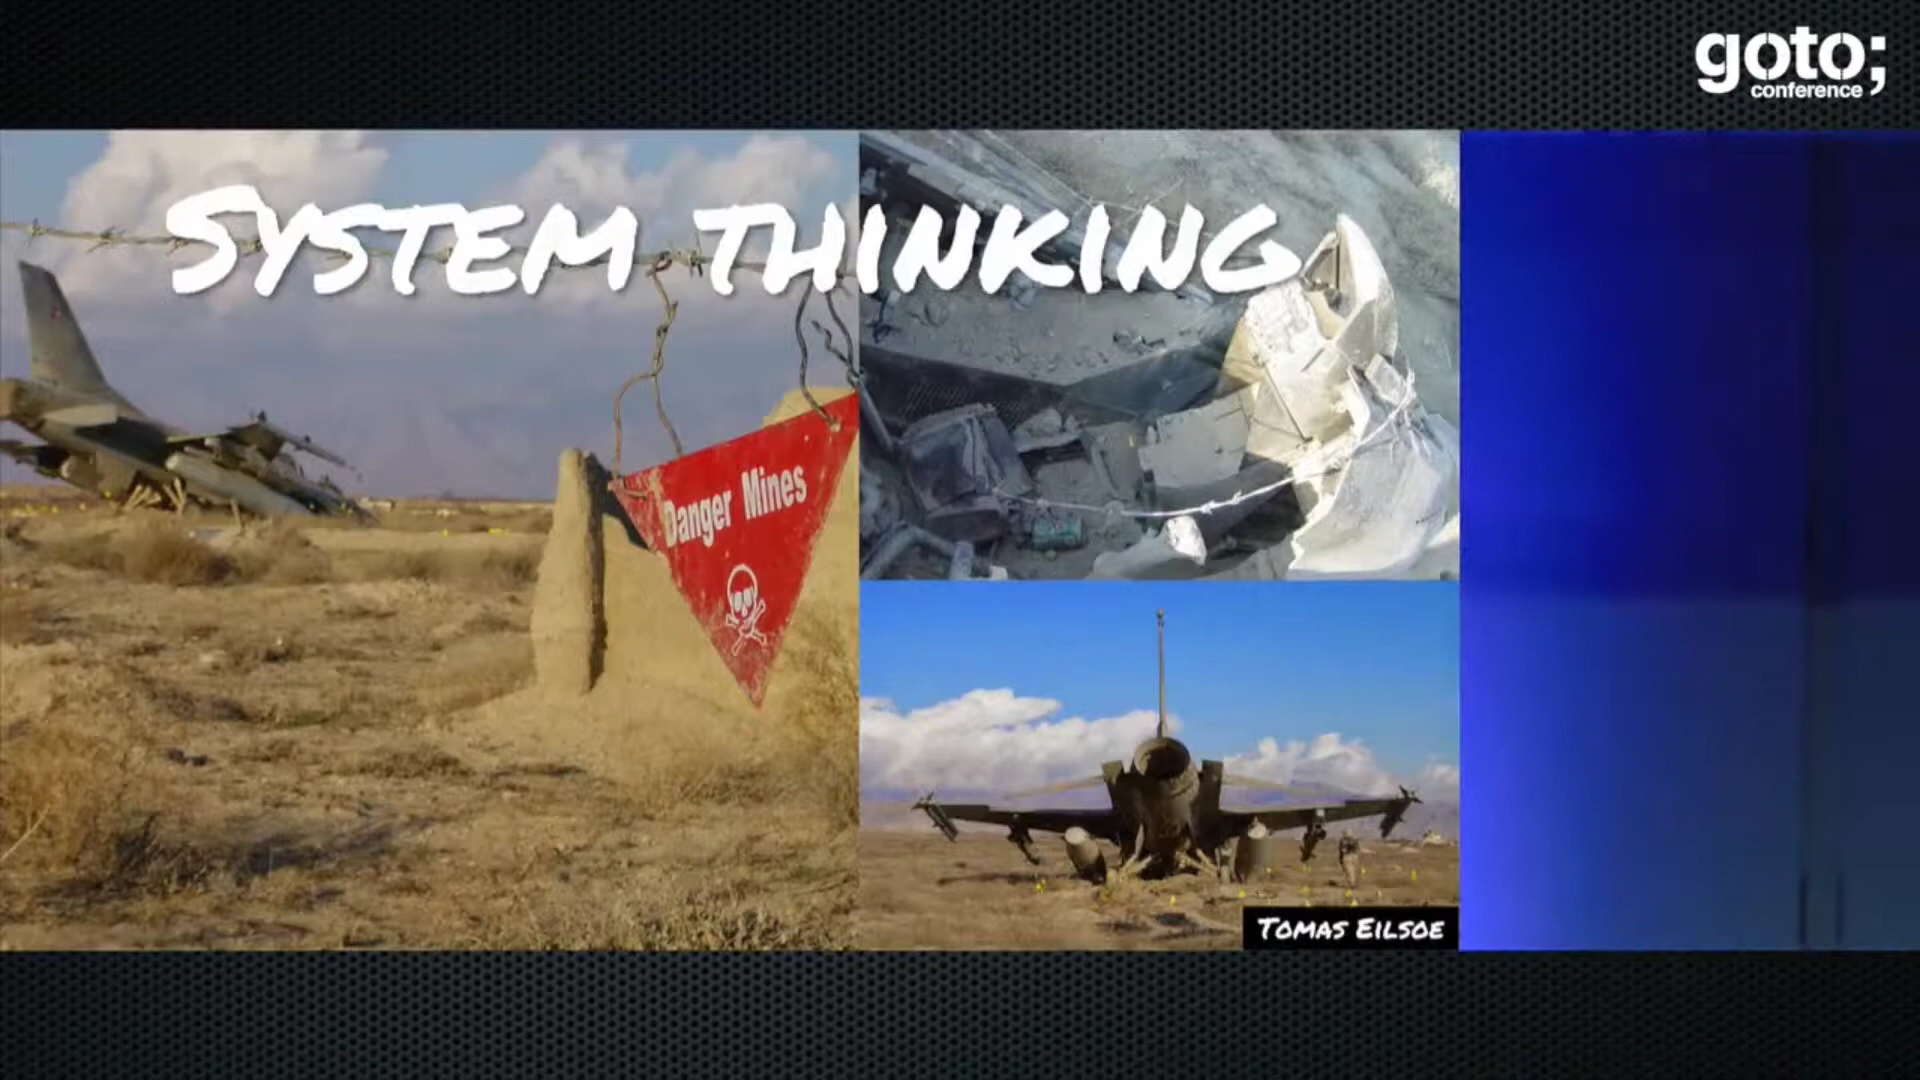 goto;
conference
SYSTEM THINKING
Danger Mines
TOMAS EILSOE